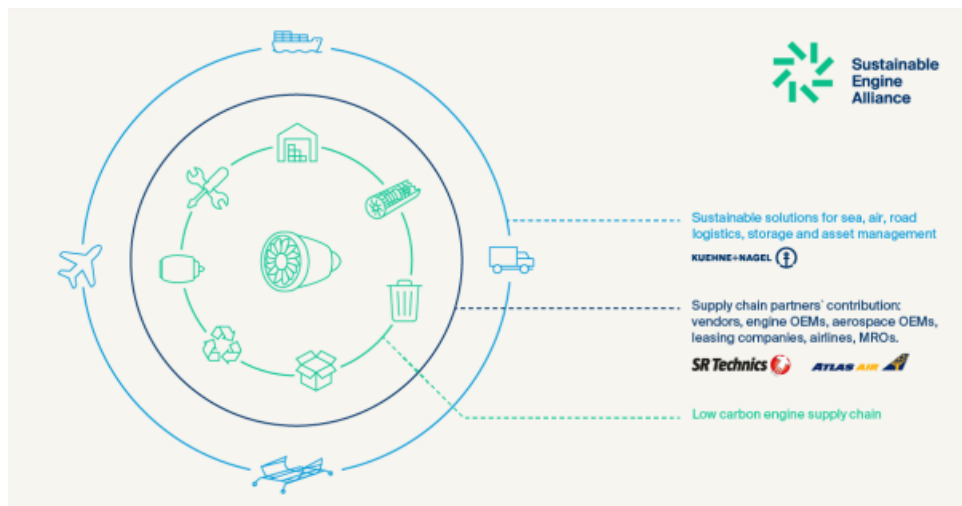 Sustainable
Engine
Alliance
Sustainable solutions for sea, air, road
logistics, storage and asset management
KUEHNE+NAGEL
Supply chain partners` contribution:
vendors, engine OEMs, aerospace OEMs,
leasing companies, airlines, MROs.
SR Technics ATLAS AIR
Low carbon engine supply chain